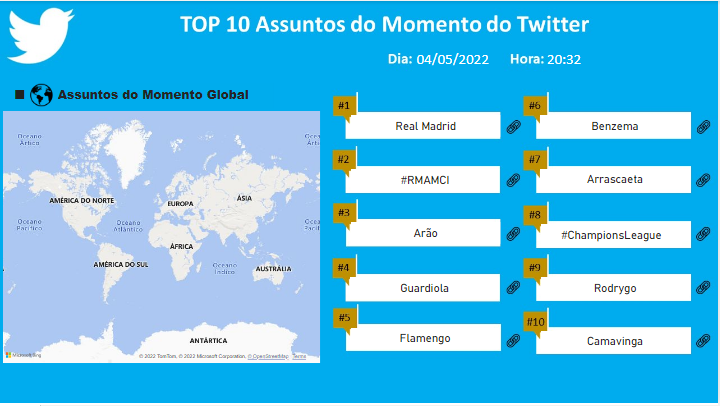 TOP 10 Assuntos do Momento do Twitter
Dia: 04/05/2022 Hora: 20:32
Assuntos do Momento Global
#1
Real Madrid
#2
#RMAMCI
#3
Arão
#4
Guardiola
#5
Flamengo
#6
Benzema
#7
Arrascaeta
#8
#ChampionsLeague
#9
Rodrygo
#10
Camavinga
Oceano
Ártico
Oceano
Ártico
AMÉRICA DO NORTE
EUROPA
ÁSIA
Oceano
Pacífico
Oceano
Atlântico
Oceano
Pacífico
ÁFRICA
AMÉRICA DO SUL
Oceano
Índico
AUSTRÁLIA
ANTÁRTICA
Microsoft Bing
© 2022 TomTom, © 2022 Microsoft Corporation, © OpenStreetMap Terms